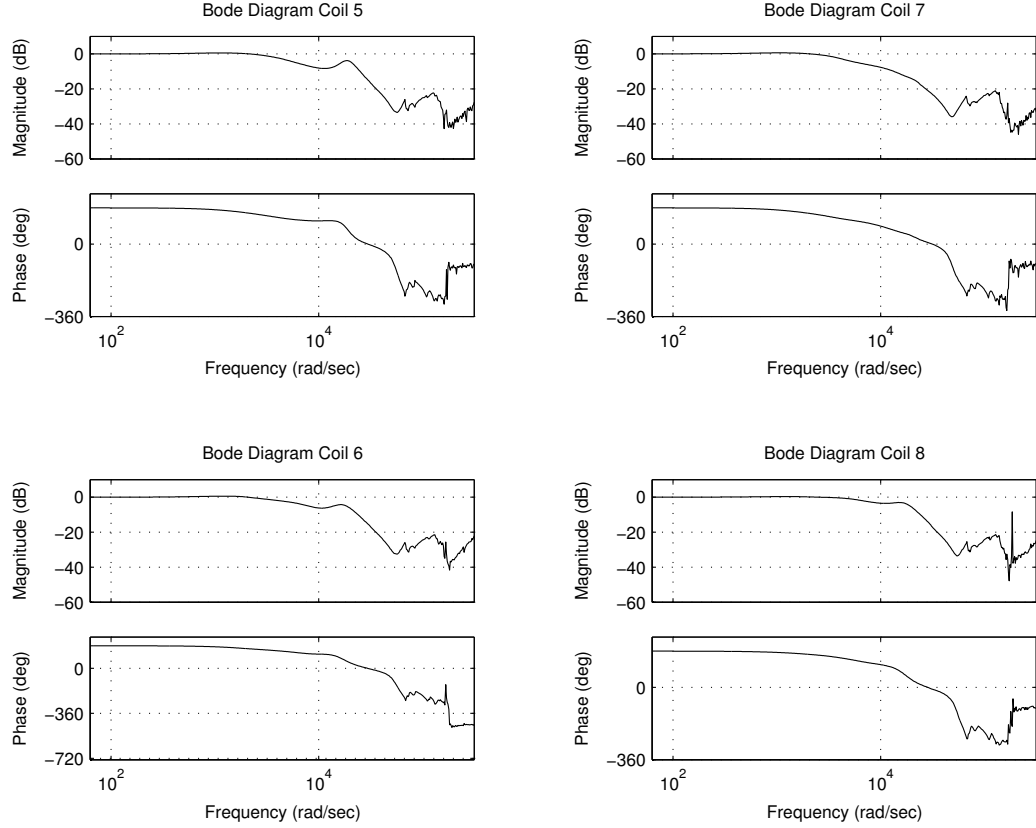 Bode Diagram Coil 5
Magnitude (dB)
0
−20
−40
−60
Phase (deg)
0
−360
10^2
10^4
Frequency (rad/sec)
Bode Diagram Coil 7
Magnitude (dB)
0
−20
−40
−60
Phase (deg)
0
−360
10^2
10^4
Frequency (rad/sec)
Bode Diagram Coil 6
Magnitude (dB)
0
−20
−40
−60
Phase (deg)
0
−360
−720
10^2
10^4
Frequency (rad/sec)
Bode Diagram Coil 8
Magnitude (dB)
0
−20
−40
−60
Phase (deg)
0
−360
10^2
10^4
Frequency (rad/sec)